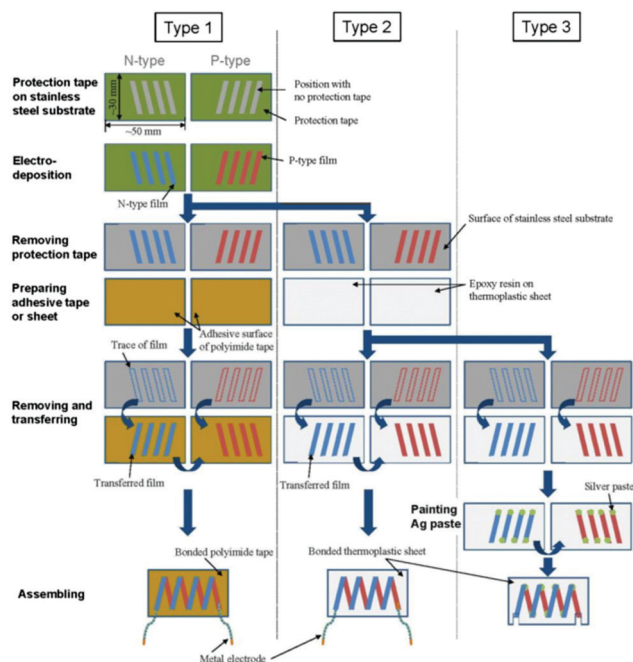 Type 1
Type 2
Type 3
N-type
P-type
Protection tape
on stainless
steel substrate
~30 mm
~50 mm
Position with
no protection tape
Protection tape
Electro-
deposition
P-type film
N-type film
Removing
protection tape
Surface of stainless steel substrate
Preparing
adhesive tape
or sheet
Epoxy resin on
thermoplastic sheet
Adhesive surface
of polyimide tape
Trace of film
Removing and
transferring
Transferred film
Transferred film
Silver paste
Painting
Ag paste
Bonded polyimide tape
Bonded thermoplastic sheet
Assembling
Metal electrode